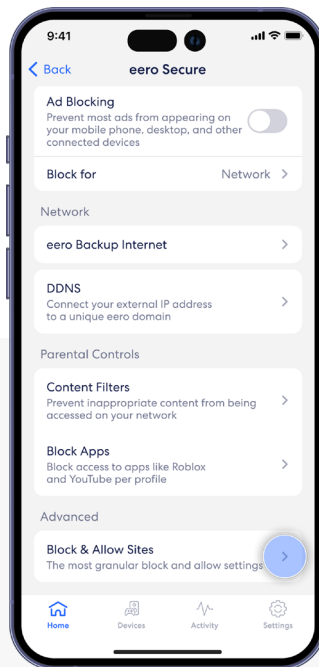 9:41
Back eero Secure
Ad Blocking
Prevent most ads from appearing on
your mobile phone, desktop, and other
connected devices
Block for Network
Network
eero Backup Internet
DDNS
Connect your external IP address
to a unique eero domain
Parental Controls
Content Filters
Prevent inappropriate content from being
accessed on your network
Block Apps
Block access to apps like Roblox
and YouTube per profile
Advanced
Block & Allow Sites
The most granular block and allow settings
Home Devices Activity Settings